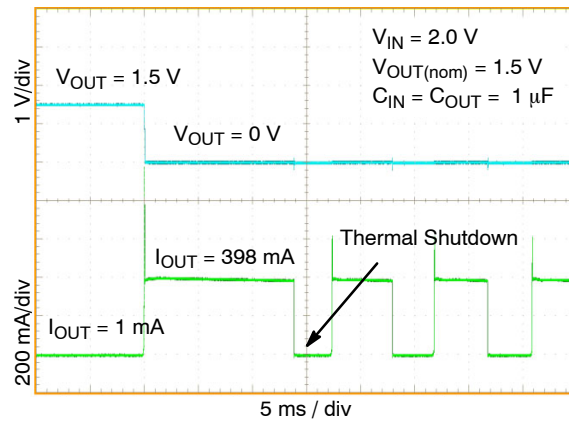 V_IN = 2.0 V
V_OUT = 1.5 V
V_OUT(nom) = 1.5 V
C_IN = C_OUT = 1 μF
1 V/div
V_OUT = 0 V
Thermal Shutdown
I_OUT = 398 mA
I_OUT = 1 mA
200 mA/div
5 ms / div